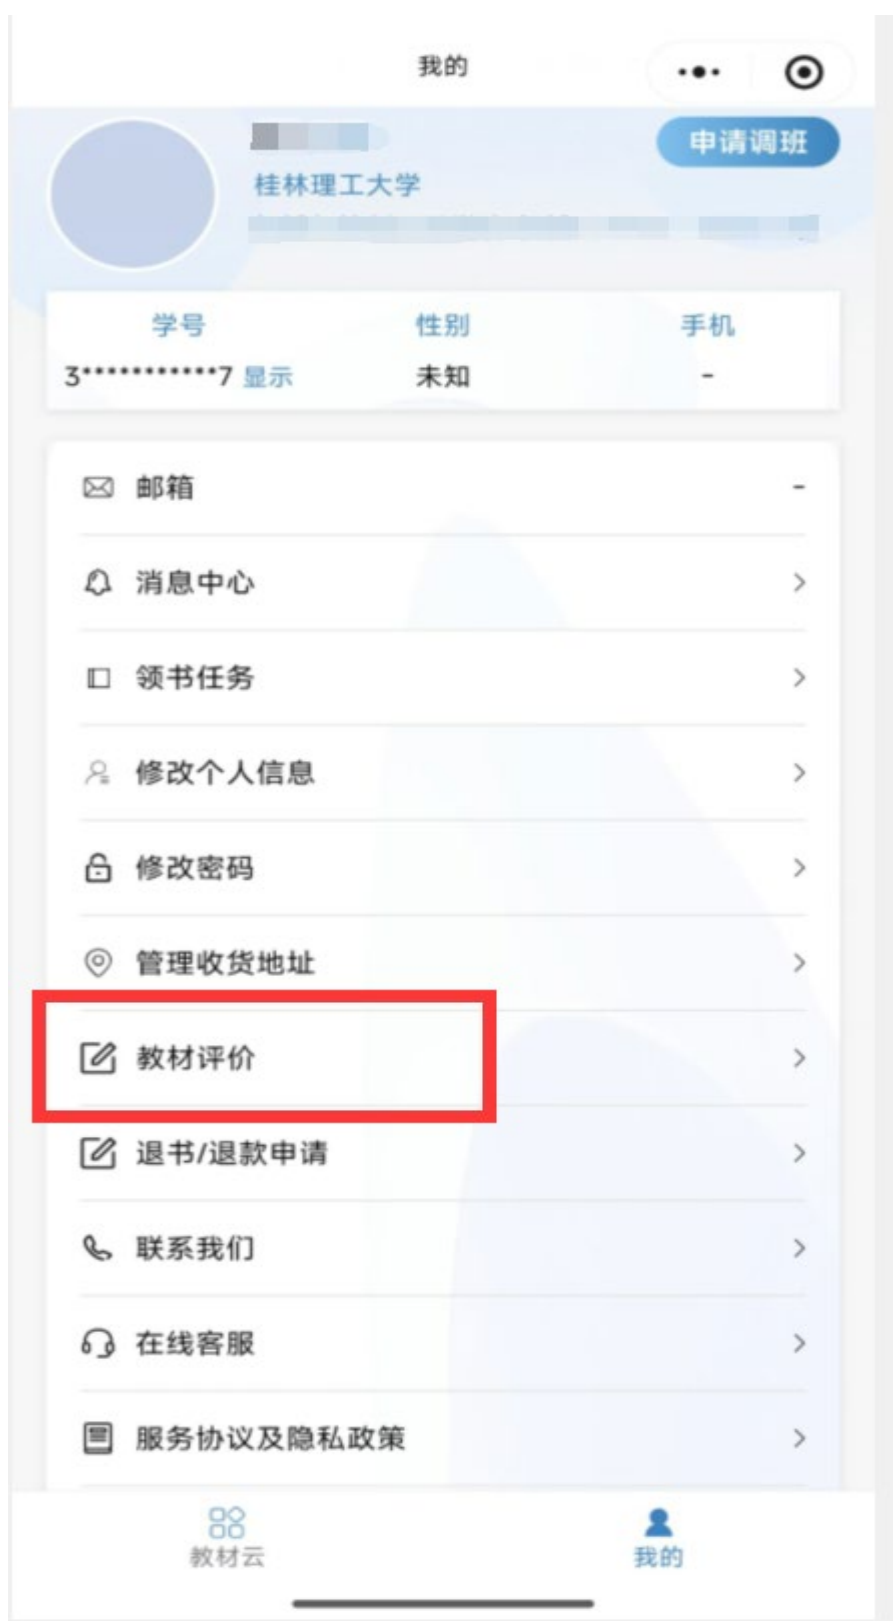 我的
申请调班
桂林理工大学
学号 性别 手机
3***********7 显示 未知 -
邮箱 -
消息中心
领书任务
修改个人信息
修改密码
管理收货地址
教材评价
退书/退款申请
联系我们
在线客服
服务协议及隐私政策
教材云 我的